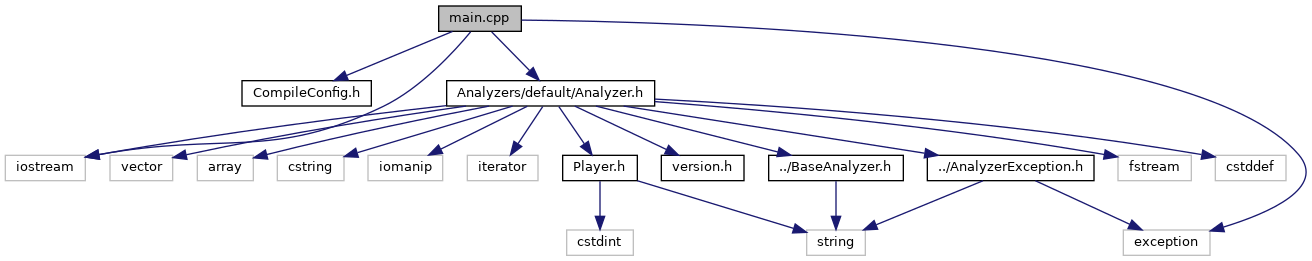 main.cpp
CompileConfig.h
Analyzers/default/Analyzer.h
iostream
vector
array
cstring
iomanip
iterator
Player.h
version.h
../BaseAnalyzer.h
../AnalyzerException.h
fstream
cstddef
cstdint
string
exception